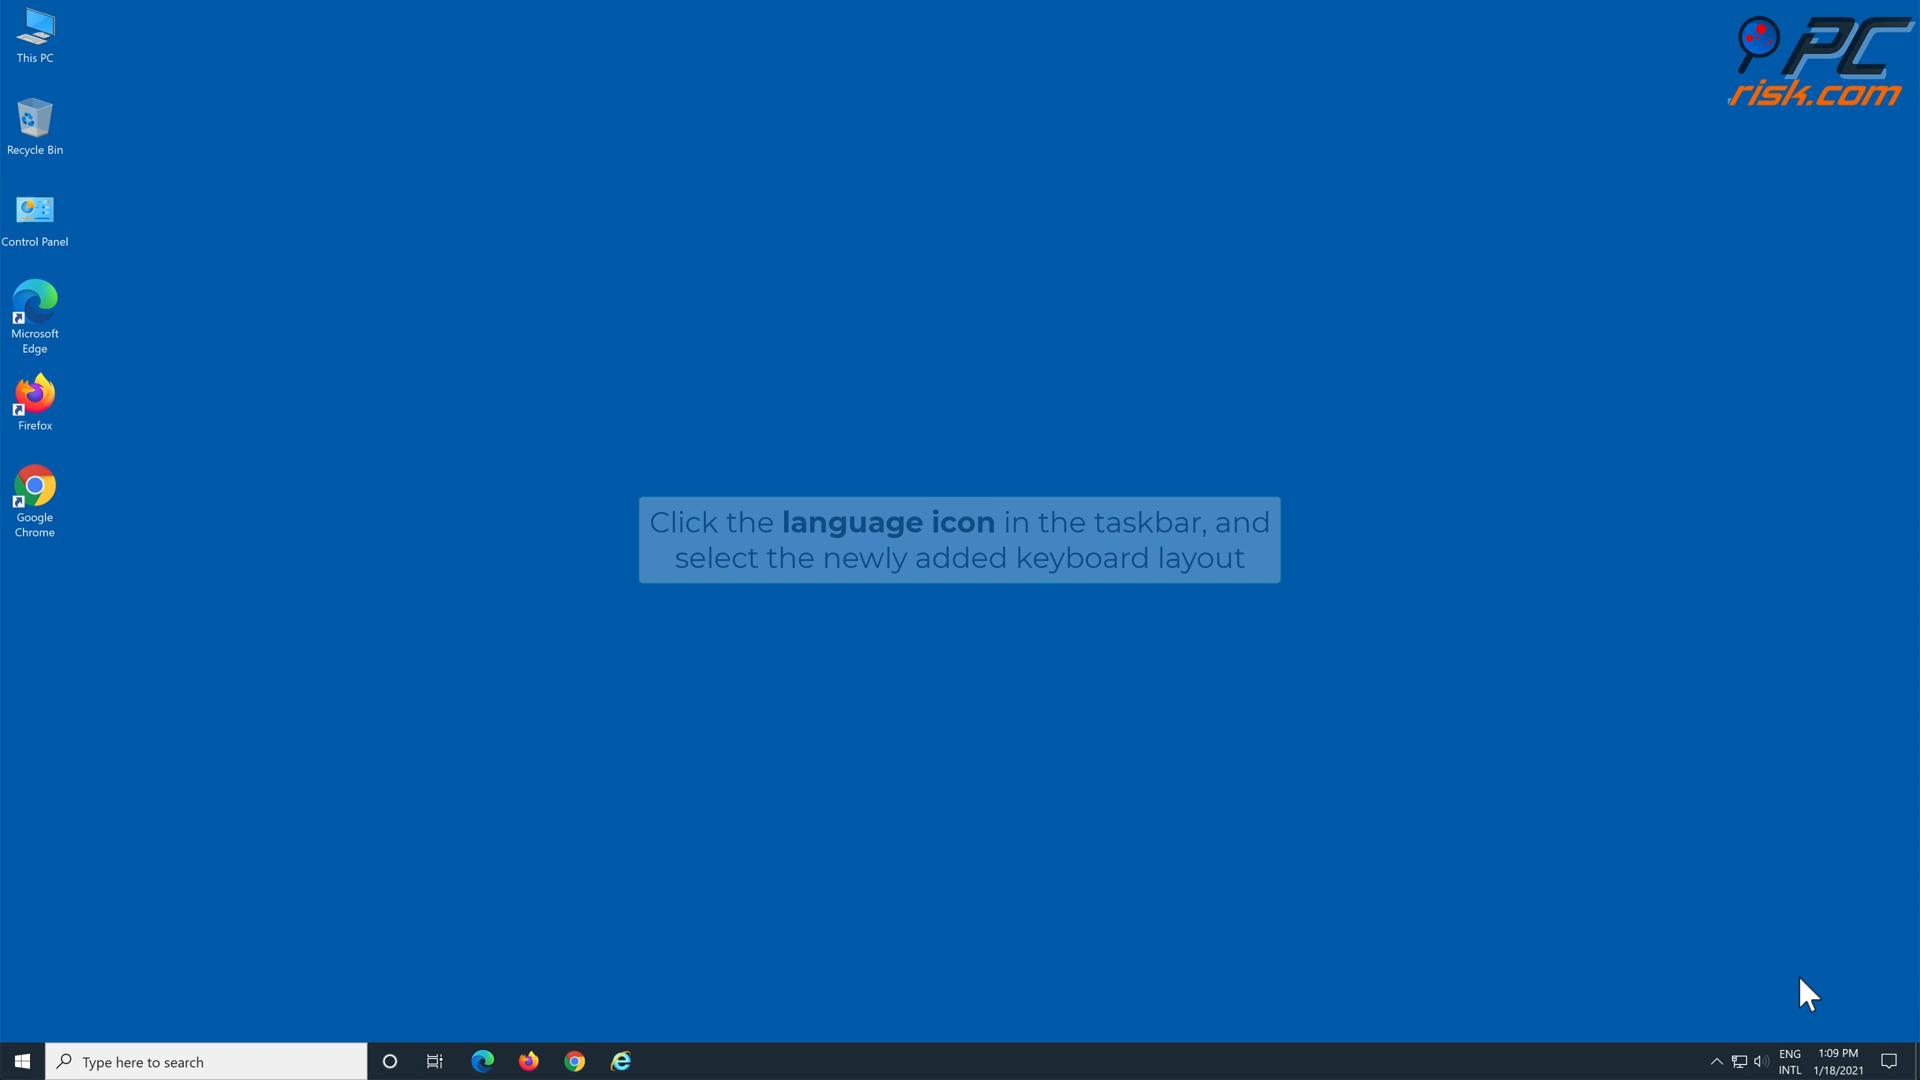 This PC
Recycle Bin
Control Panel
Microsoft
Edge
Firefox
Google
Chrome
PC
risk.com
Click the language icon in the taskbar, and
select the newly added keyboard layout
Type here to search
ENG
INTL
1:09 PM
1/18/2021